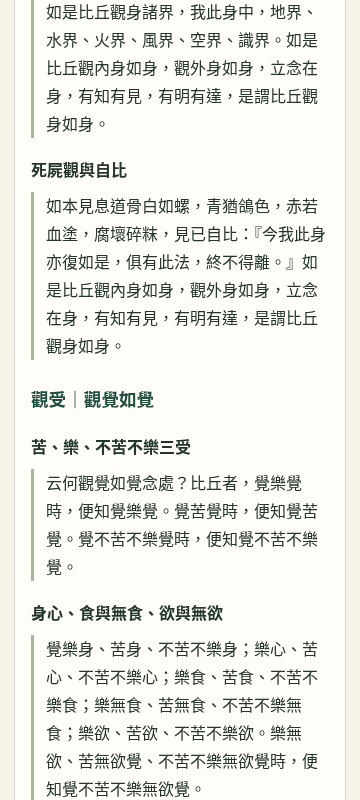 如是比丘觀身諸界，我此身中，地界、
水界、火界、風界、空界、識界。如是
比丘觀內身如身，觀外身如身，立念在
身，有知有見，有明有達，是謂比丘觀
身如身。
死屍觀與自比
如本見息道骨白如螺，青猶鴿色，赤若
血塗，腐壞碎粖，見已自比：『今我此身
亦復如是，俱有此法，終不得離。』如
是比丘觀內身如身，觀外身如身，立念
在身，有知有見，有明有達，是謂比丘
觀身如身。
觀受｜觀覺如覺
苦、樂、不苦不樂三受
云何觀覺如覺念處？比丘者，覺樂覺
時，便知覺樂覺。覺苦覺時，便知覺苦
覺。覺不苦不樂覺時，便知覺不苦不樂
覺。
身心、食與無食、欲與無欲
覺樂身、苦身、不苦不樂身；樂心、苦
心、不苦不樂心；樂食、苦食、不苦不
樂食；樂無食、苦無食、不苦不樂無
食；樂欲、苦欲、不苦不樂欲。樂無
欲、苦無欲覺、不苦不樂無欲覺時，便
知覺不苦不樂無欲覺。